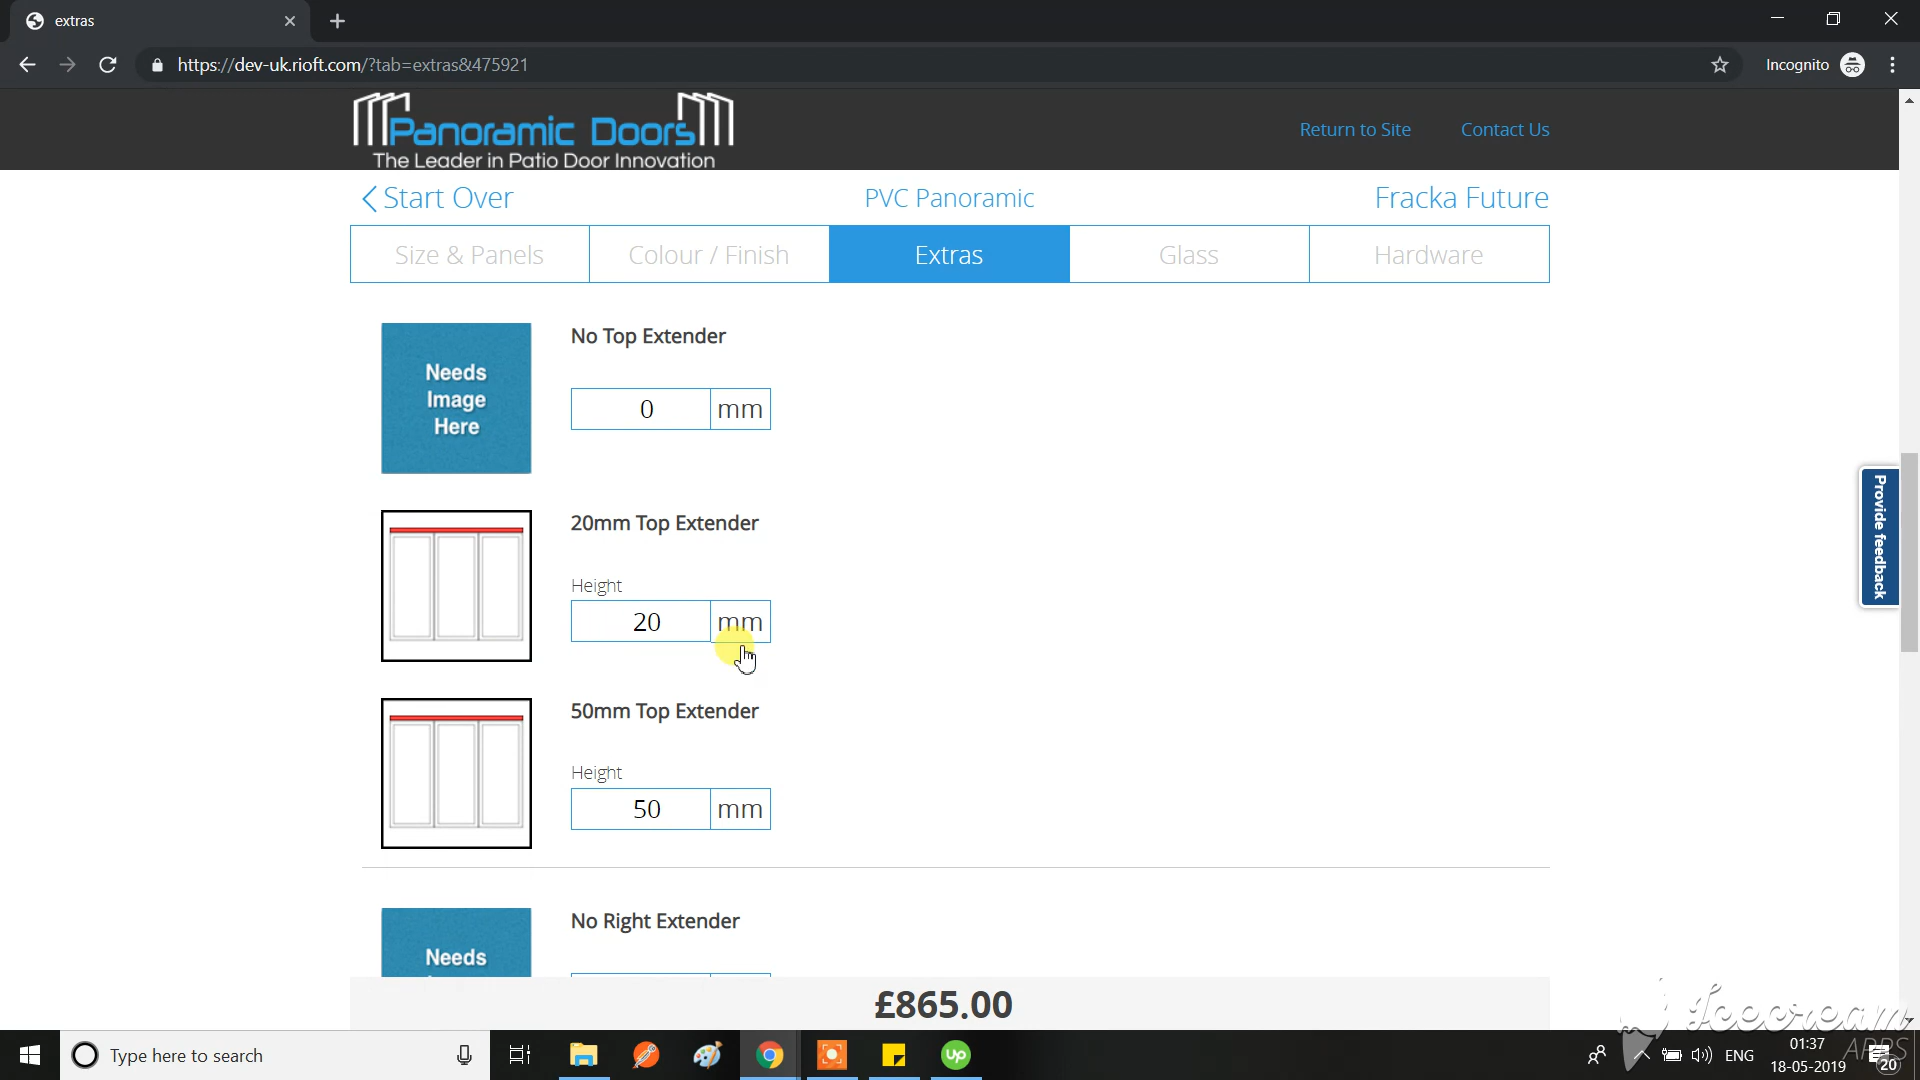 extras
https://dev-uk.rioft.com/?tab=extras&475921
Incognito
Panoramic Doors
The Leader in Patio Door Innovation
Return to Site
Contact Us
Start Over
PVC Panoramic
Fracka Future
Size & Panels
Colour / Finish
Extras
Glass
Hardware
Needs
Image
Here
No Top Extender
0 mm
20mm Top Extender
Height
20 mm
Provide feedback
50mm Top Extender
Height
50 mm
Needs
No Right Extender
£865.00
Icecream
APPS
Type here to search
up
ENG
01:37
18-05-2019
20